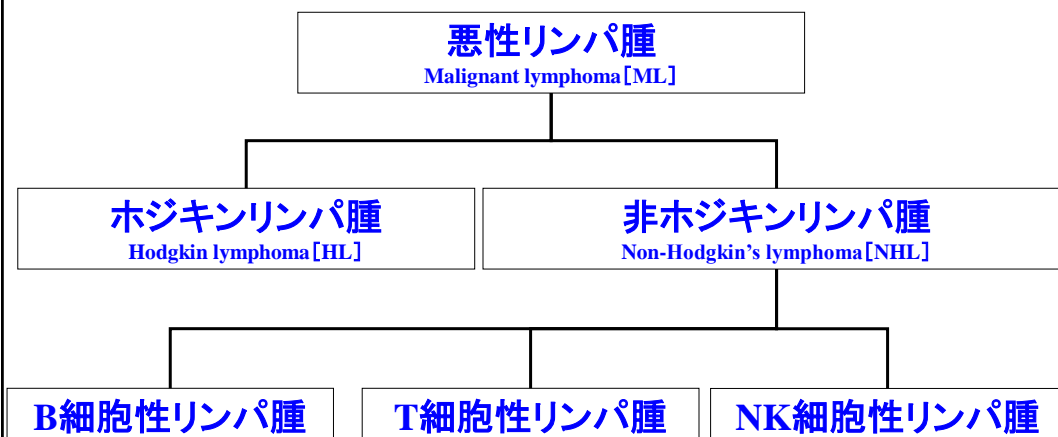 悪性リンパ腫
Malignant lymphoma[ML]
ホジキンリンパ腫
Hodgkin lymphoma[HL]
非ホジキンリンパ腫
Non-Hodgkin’s lymphoma[NHL]
B細胞性リンパ腫
T細胞性リンパ腫
NK細胞性リンパ腫